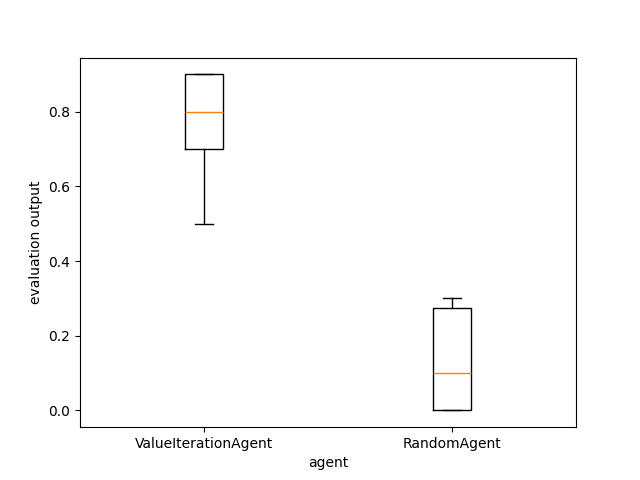 evaluation output
0.8
0.6
0.4
0.2
0.0
ValueIterationAgent
RandomAgent
agent